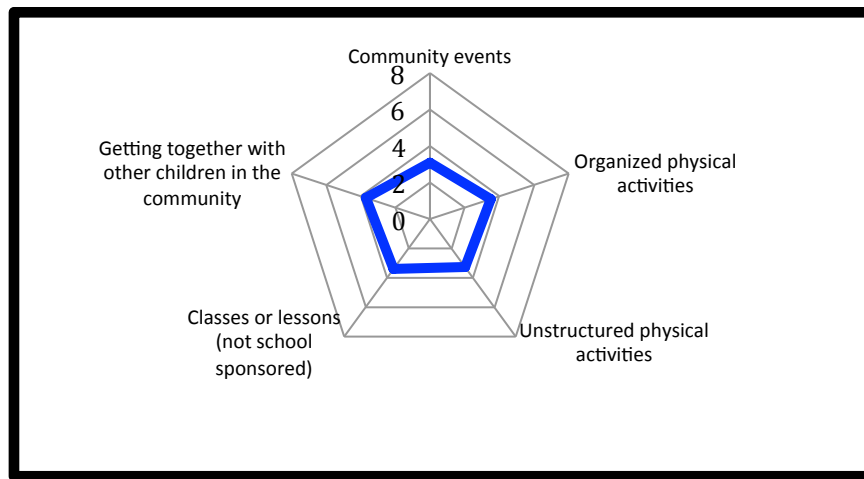 Community events
8
6
4
2
0
Organized physical
activities
Unstructured physical
activities
Classes or lessons
(not school
sponsored)
Getting together with
other children in the
community